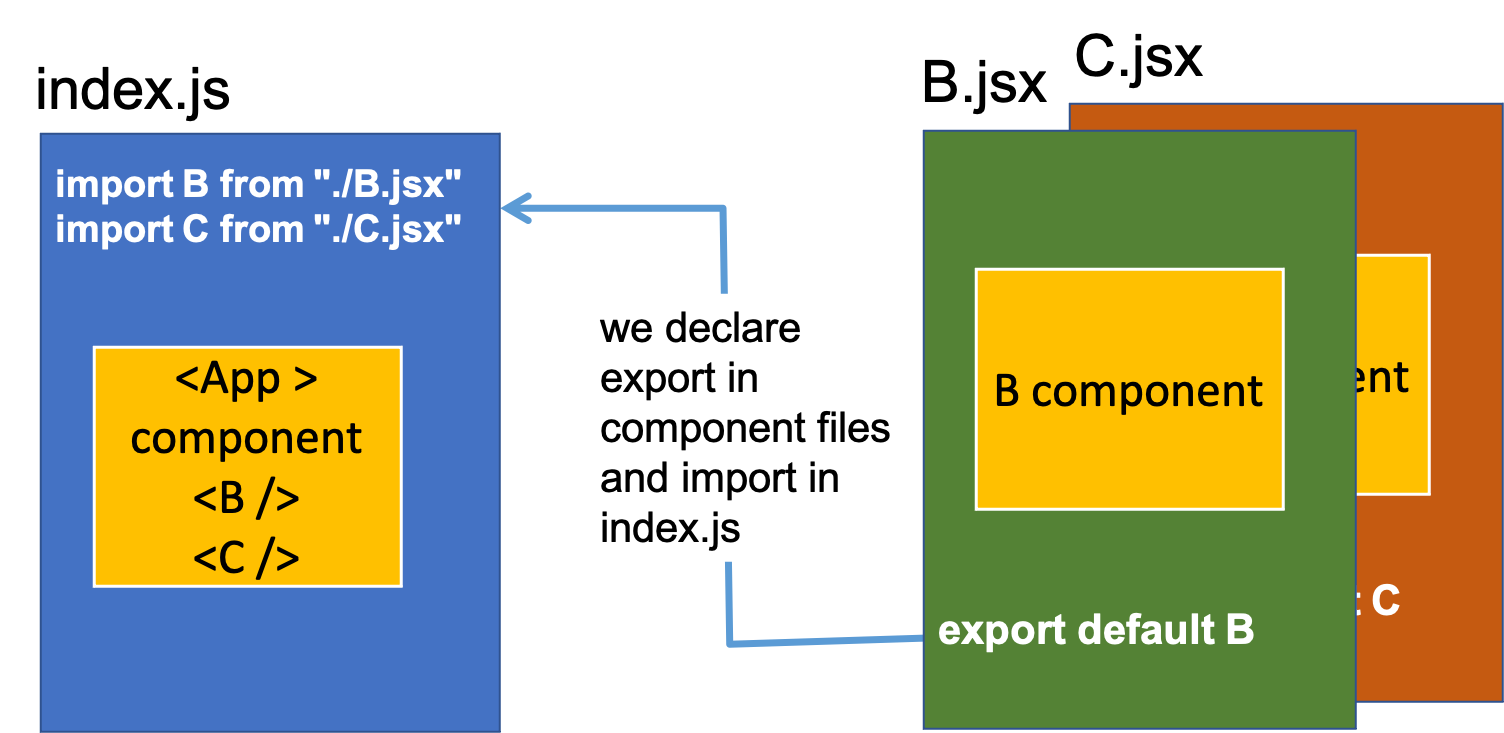 index.js
import B from "./B.jsx"
import C from "./C.jsx"
<App >
component
<B />
<C />
we declare
export in
component files
and import in
index.js
B.jsx
B component
export default B
C.jsx
C